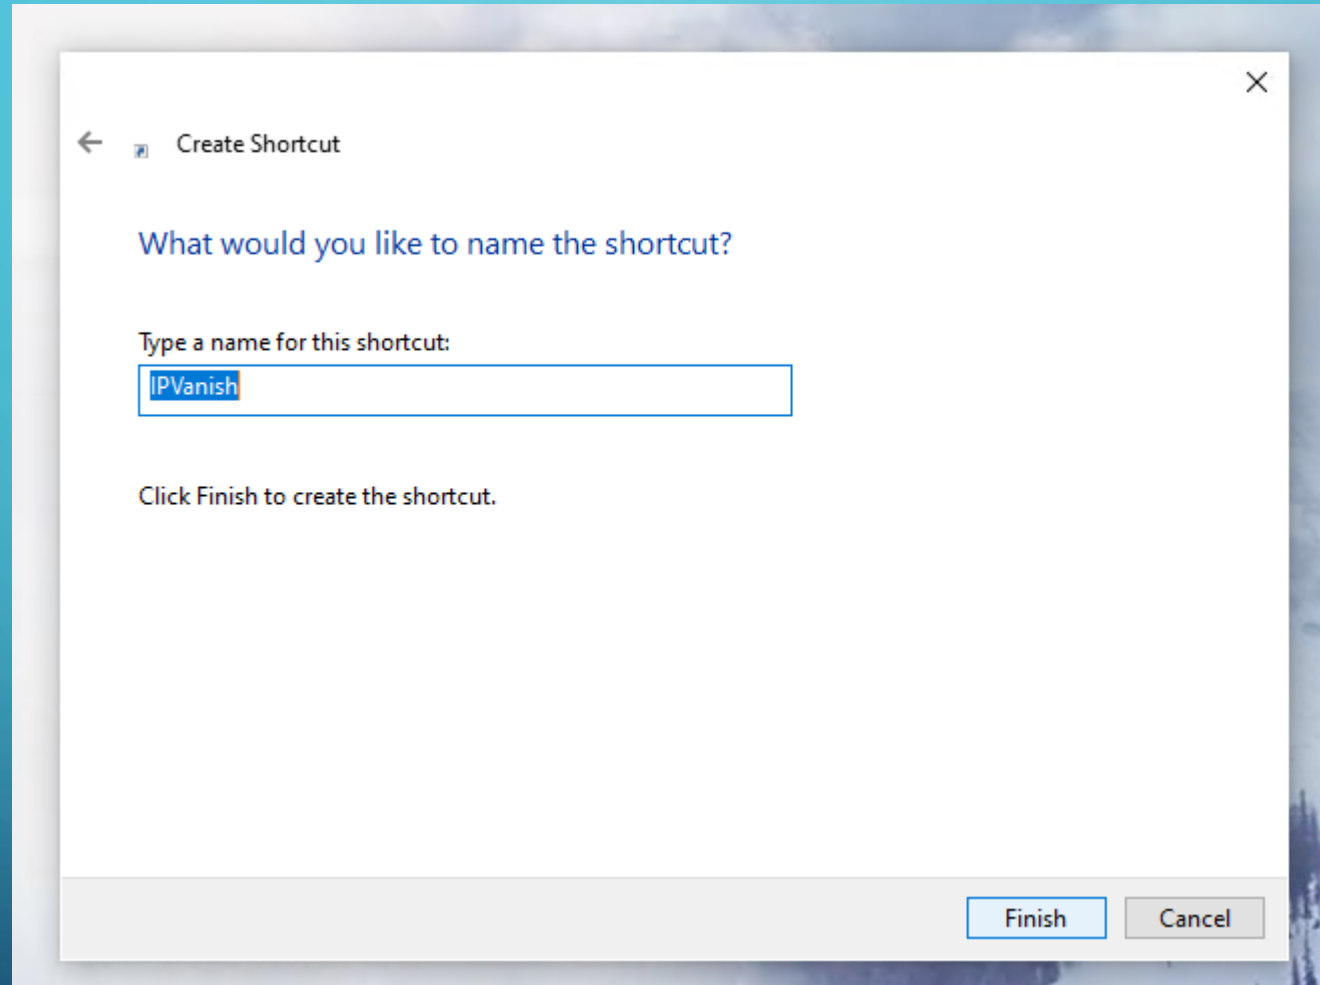 Create Shortcut
What would you like to name the shortcut?
Type a name for this shortcut:
IPVanish
Click Finish to create the shortcut.
Finish Cancel